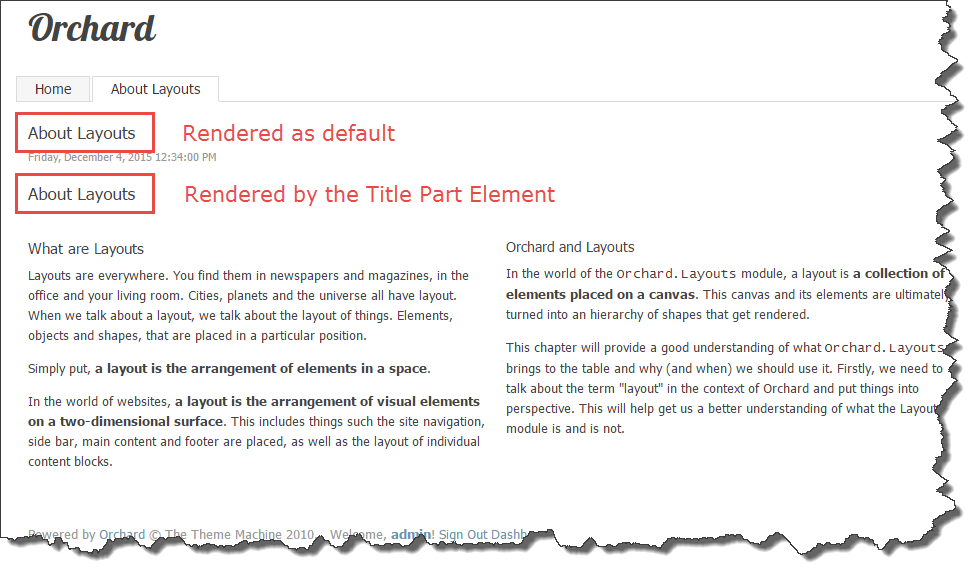 Orchard
Home About Layouts
About Layouts Rendered as default
Friday, December 4, 2015 12:34:00 PM
About Layouts Rendered by the Title Part Element
What are Layouts
Layouts are everywhere. You find them in newspapers and magazines, in the
office and your living room. Cities, planets and the universe all have layout.
When we talk about a layout, we talk about the layout of things. Elements,
objects and shapes, that are placed in a particular position.
Simply put, a layout is the arrangement of elements in a space.
In the world of websites, a layout is the arrangement of visual elements
on a two-dimensional surface. This includes things such the site navigation,
side bar, main content and footer are placed, as well as the layout of individual
content blocks.
Orchard and Layouts
In the world of the Orchard.Layouts module, a layout is a collection of
elements placed on a canvas. This canvas and its elements are ultimately
turned into an hierarchy of shapes that get rendered.
This chapter will provide a good understanding of what Orchard.Layouts
brings to the table and why (and when) we should use it. Firstly, we need to
talk about the term "layout" in the context of Orchard and put things into
perspective. This will help get us a better understanding of what the Layouts
module is and is not.
Powered by Orchard © The Theme Machine 2010. Welcome, admin! Sign Out